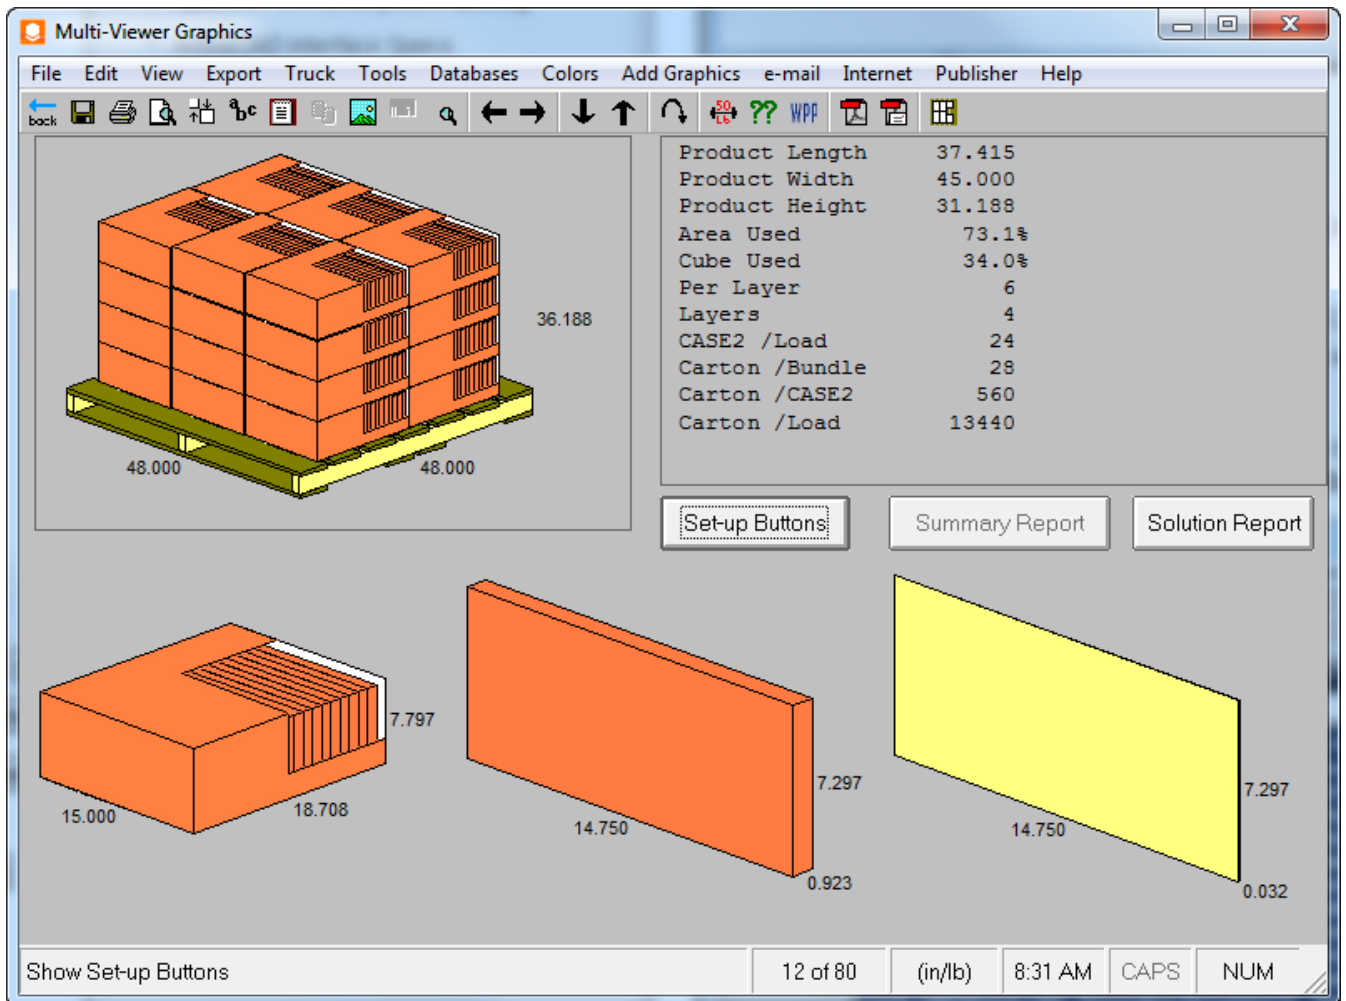 Multi-Viewer Graphics
File Edit View Export Truck Tools Databases Colors Add Graphics e-mail Internet Publisher Help
back abc 50 Lb ?? WPP
Product Length 37.415
Product Width 45.000
Product Height 31.188
Area Used 73.1%
Cube Used 34.0%
Per Layer 6
Layers 4
CASE2 /Load 24
Carton /Bundle 28
Carton /CASE2 560
Carton /Load 13440
36.188
48.000 48.000
Set-up Buttons Summary Report Solution Report
7.797
15.000 18.708
7.297
14.750
0.923
7.297
14.750
0.032
Show Set-up Buttons 12 of 80 (in/lb) 8:31 AM CAPS NUM